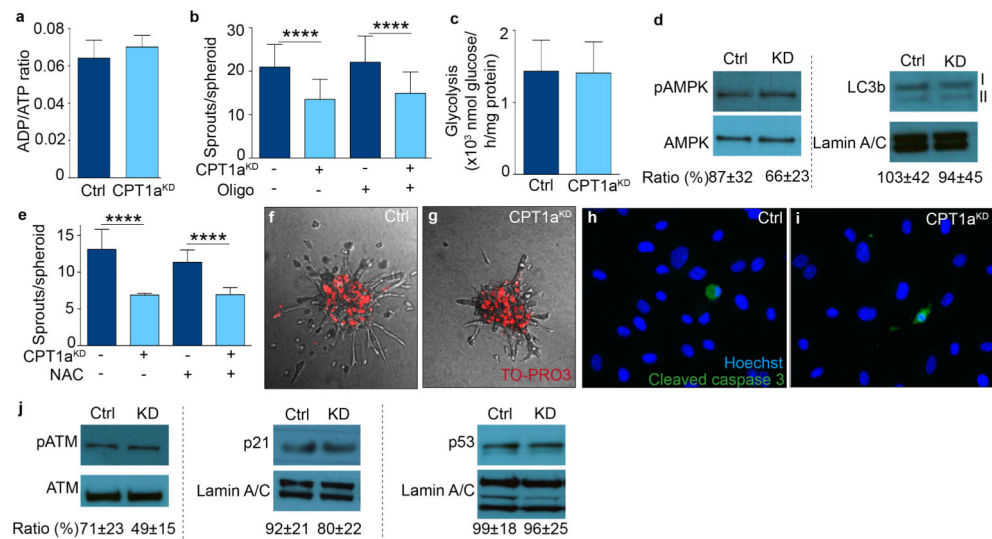 a
ADP/ATP ratio
0.08
0.06
0.04
0.02
0
Ctrl CPT1aᴷᴰ
b
Sprouts/spheroid
****
****
20
10
0
CPT1aᴷᴰ - + - +
Oligo - - + +
c
Glycolysis
(x10³ nmol glucose/
h/mg protein)
2
1
0
Ctrl CPT1aᴷᴰ
d
Ctrl KD
pAMPK
AMPK
Ratio (%) 87±32 66±23
Ctrl KD
LC3b
I
II
Lamin A/C
103±42 94±45
e
Sprouts/spheroid
****
****
15
10
5
0
CPT1aᴷᴰ - + - +
NAC - - + +
f Ctrl
g CPT1aᴷᴰ
TO-PRO3
h Ctrl
Hoechst
Cleaved caspase 3
i CPT1aᴷᴰ
j
Ctrl KD
pATM
ATM
Ratio (%) 71±23 49±15
Ctrl KD
p21
Lamin A/C
92±21 80±22
Ctrl KD
p53
Lamin A/C
99±18 96±25